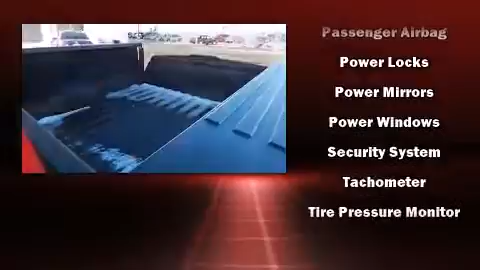 Passenger Airbag
Power Locks
Power Mirrors
Power Windows
Security System
Tachometer
Tire Pressure Monitor